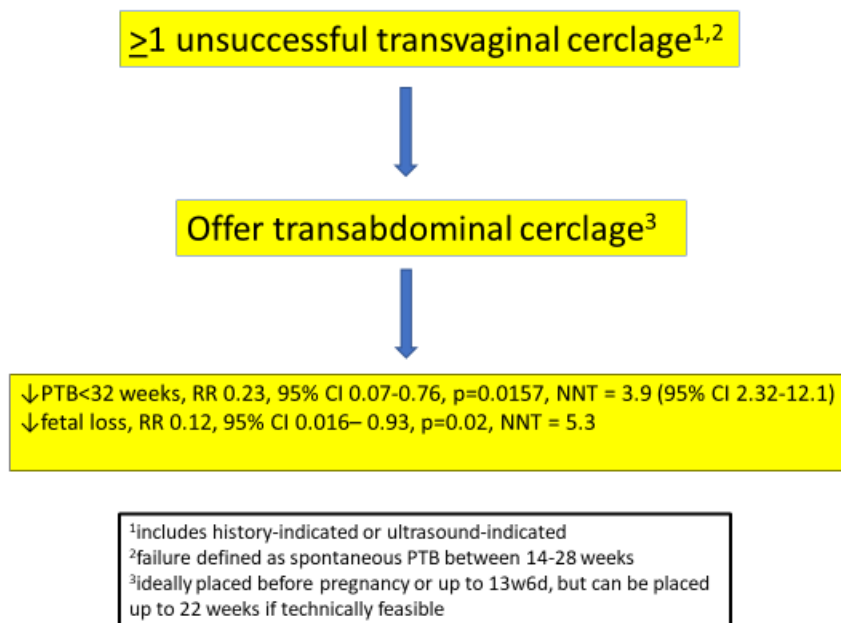 ≥1 unsuccessful transvaginal cerclage¹,²
Offer transabdominal cerclage³
↓PTB<32 weeks, RR 0.23, 95% CI 0.07-0.76, p=0.0157, NNT = 3.9 (95% CI 2.32-12.1)
↓fetal loss, RR 0.12, 95% CI 0.016– 0.93, p=0.02, NNT = 5.3
¹includes history-indicated or ultrasound-indicated
²failure defined as spontaneous PTB between 14-28 weeks
³ideally placed before pregnancy or up to 13w6d, but can be placed
up to 22 weeks if technically feasible